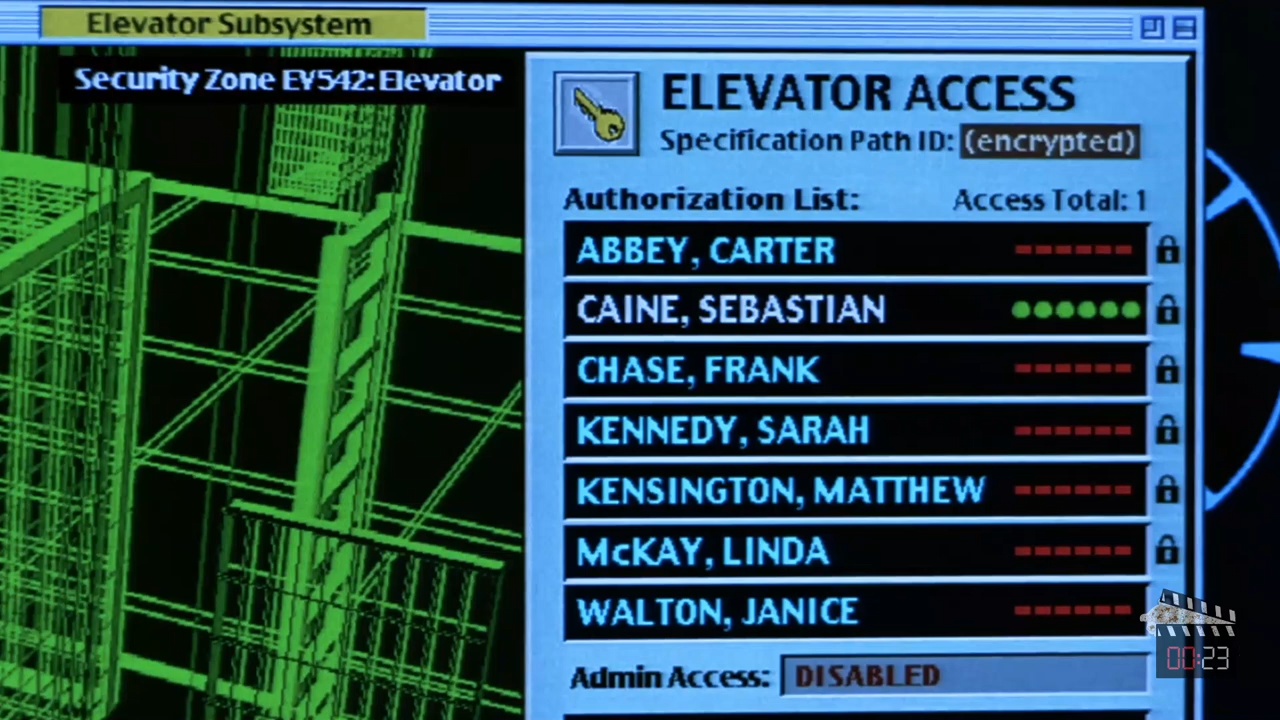 Elevator Subsystem
Security Zone EV542: Elevator
ELEVATOR ACCESS
Specification Path ID: (encrypted)
Authorization List: Access Total: 1
ABBEY, CARTER
CAINE, SEBASTIAN
CHASE, FRANK
KENNEDY, SARAH
KENSINGTON, MATTHEW
McKAY, LINDA
WALTON, JANICE
Admin Access: DISABLED
00:23